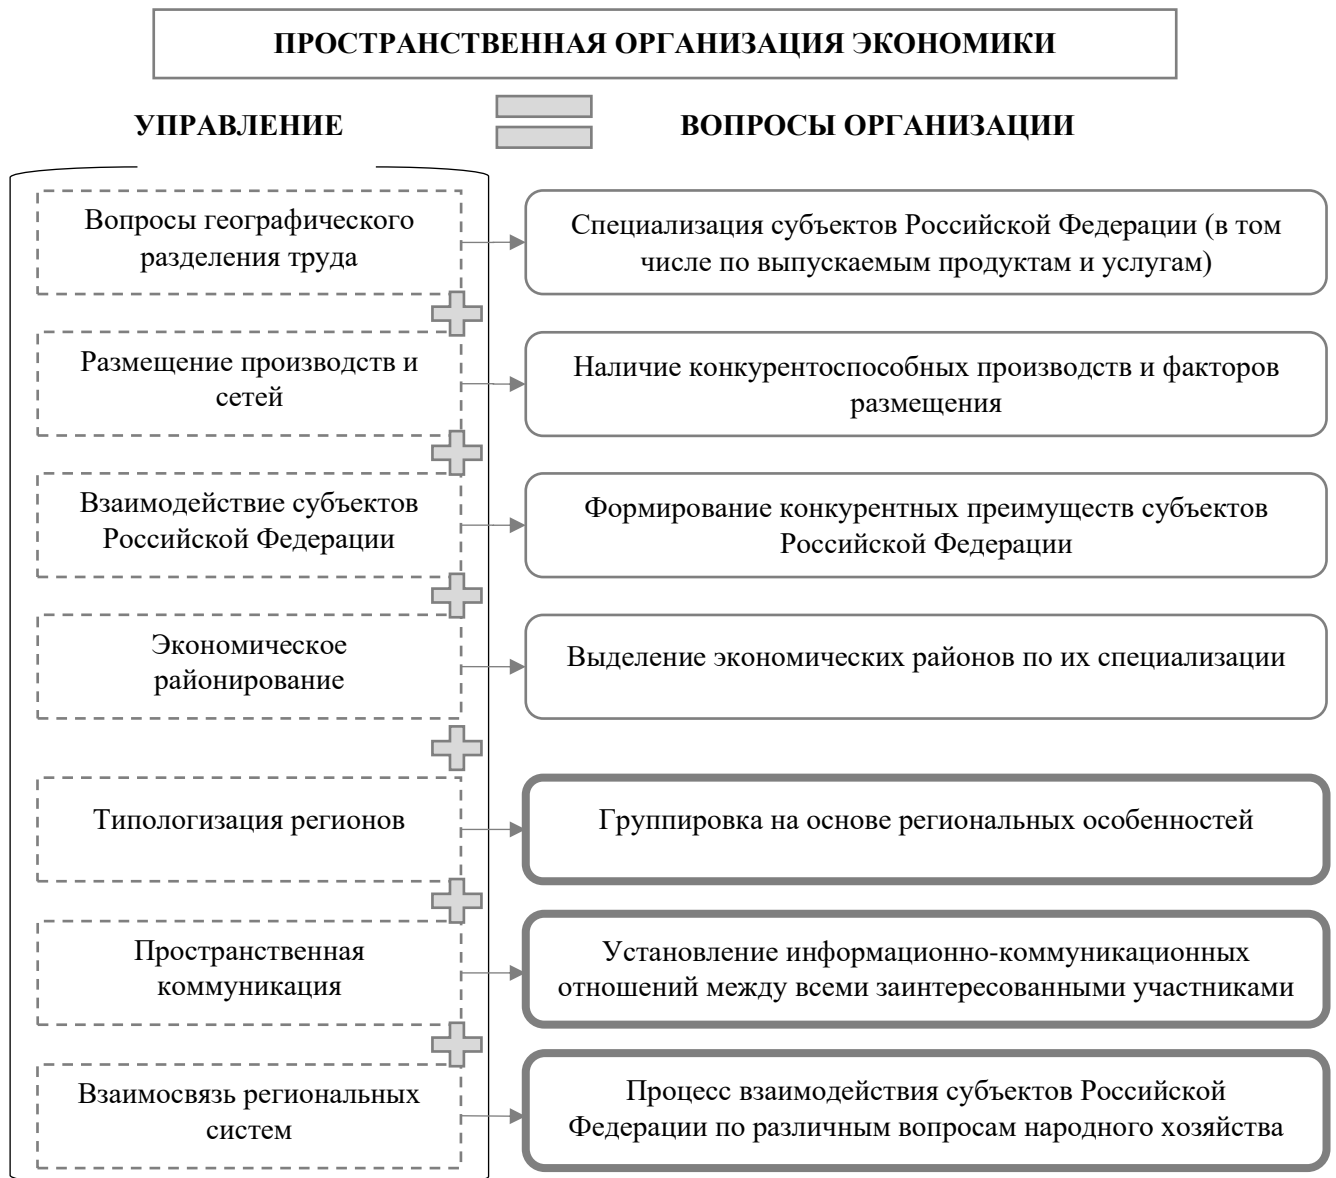 ПРОСТРАНСТВЕННАЯ ОРГАНИЗАЦИЯ ЭКОНОМИКИ
УПРАВЛЕНИЕ
ВОПРОСЫ ОРГАНИЗАЦИИ
Вопросы географического
разделения труда
Специализация субъектов Российской Федерации (в том
числе по выпускаемым продуктам и услугам)
Размещение производств и
сетей
Наличие конкурентоспособных производств и факторов
размещения
Взаимодействие субъектов
Российской Федерации
Формирование конкурентных преимуществ субъектов
Российской Федерации
Экономическое
районирование
Выделение экономических районов по их специализации
Типологизация регионов
Группировка на основе региональных особенностей
Пространственная
коммуникация
Установление информационно-коммуникационных
отношений между всеми заинтересованными участниками
Взаимосвязь региональных
систем
Процесс взаимодействия субъектов Российской
Федерации по различным вопросам народного хозяйства